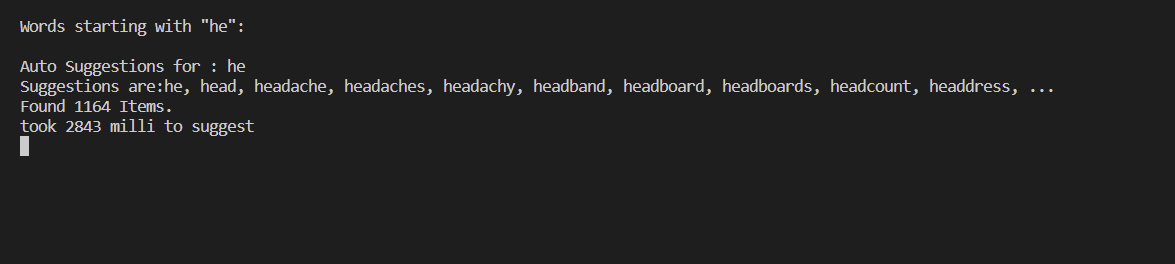 Words starting with "he":
Auto Suggestions for : he
Suggestions are:he, head, headache, headaches, headachy, headband, headboard, headboards, headcount, headdress, ...
Found 1164 Items.
took 2843 milli to suggest